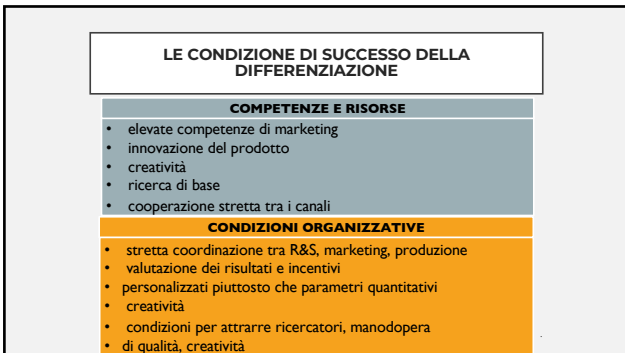 LE CONDIZIONE DI SUCCESSO DELLA
DIFFERENZIAZIONE
COMPETENZE E RISORSE
• elevate competenze di marketing
• innovazione del prodotto
• creatività
• ricerca di base
• cooperazione stretta tra i canali
CONDIZIONI ORGANIZZATIVE
• stretta coordinazione tra R&S, marketing, produzione
• valutazione dei risultati e incentivi
• personalizzati piuttosto che parametri quantitativi
• creatività
• condizioni per attrarre ricercatori, manodopera
• di qualità, creatività